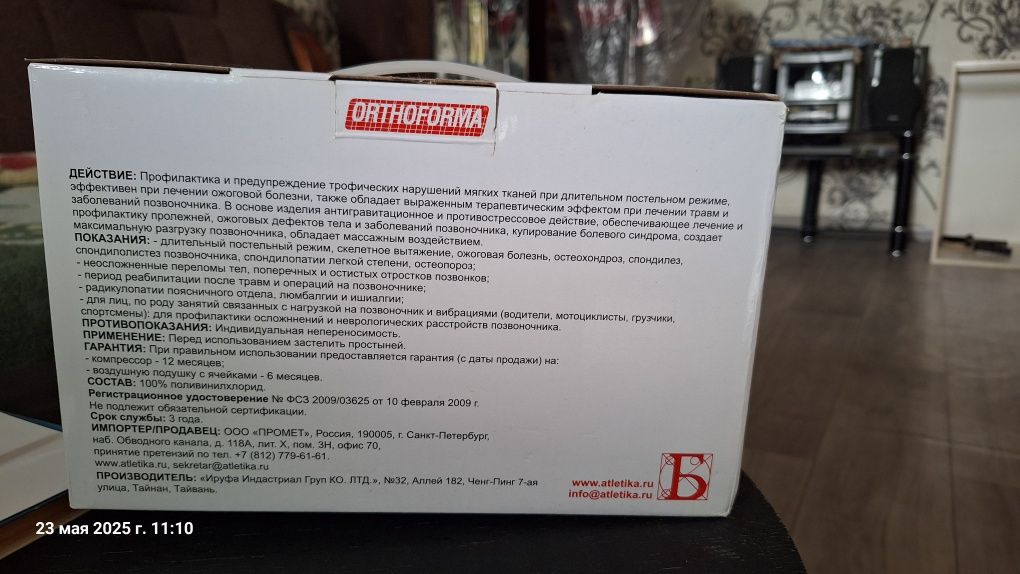 ORTHOFORMA
ДЕЙСТВИЕ: Профилактика и предупреждение трофических нарушений мягких тканей при длительном постельном режиме,
эффективен при лечении ожоговой болезни, также обладает выраженным терапевтическим эффектом при лечении травм и
заболеваний позвоночника. В основе изделия антигравитационное и противострессовое действие, обеспечивающее лечение и
профилактику пролежней, ожоговых дефектов тела и заболеваний позвоночника, купирование болевого синдрома, создает
максимальную разгрузку позвоночника, обладает массажным воздействием.
ПОКАЗАНИЯ: - длительный постельный режим, скелетное вытяжение, ожоговая болезнь, остеохондроз, спондилез,
спондилолистез позвоночника, спондилопатии легкой степени, остеопороз;
- неосложненные переломы тел, поперечных и остистых отростков позвонков;
- период реабилитации после травм и операций на позвоночнике;
- радикулопатии поясничного отдела, люмбалгии и ишиалгии;
- для лиц, по роду занятий связанных с нагрузкой на позвоночник и вибрациями (водители, мотоциклисты, грузчики,
спортсмены): для профилактики осложннений и неврологических расстройств позвоночника.
ПРОТИВОПОКАЗАНИЯ: Индивидуальная непереносимость.
ПРИМЕНЕНИЕ: Перед использованием застелить простыней.
ГАРАНТИЯ: При правильном использовании предоставляется гарантия (с даты продажи) на:
- компрессор - 12 месяцев;
- воздушную подушку с ячейками - 6 месяцев.
СОСТАВ: 100% поливинилхлорид.
Регистрационное удостоверение № ФСЗ 2009/03625 от 10 февраля 2009 г.
Не подлежит обязательной сертификации.
Срок службы: 3 года.
ИМПОРТЕР/ПРОДАВЕЦ: ООО «ПРОМЕТ», Россия, 190005, г. Санкт-Петербург,
наб. Обводного канала, д. 118А, лит. Х, пом. 3Н, офис 70,
принятие претензий по тел. +7 (812) 779-61-61.
www.atletika.ru, sekretar@atletika.ru
ПРОИЗВОДИТЕЛЬ: «Ируфа Индастриал Груп КО. ЛТД.», №32, Аллей 182, Ченг-Пинг 7-ая
улица, Тайнан, Тайвань.
www.atletika.ru
info@atletika.ru
Б
23 мая 2025 г. 11:10